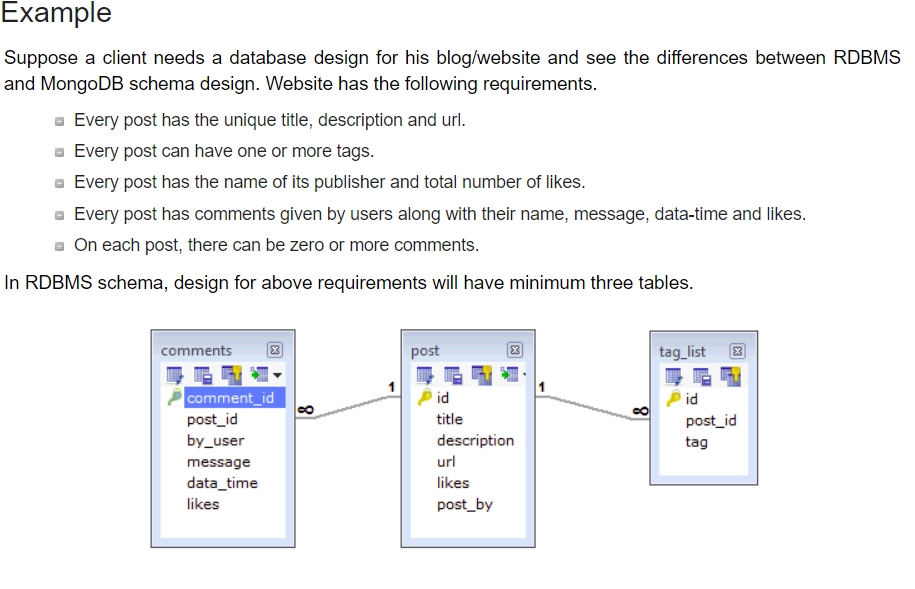 Example
Suppose a client needs a database design for his blog/website and see the differences between RDBMS
and MongoDB schema design. Website has the following requirements.
Every post has the unique title, description and url.
Every post can have one or more tags.
Every post has the name of its publisher and total number of likes.
Every post has comments given by users along with their name, message, data-time and likes.
On each post, there can be zero or more comments.
In RDBMS schema, design for above requirements will have minimum three tables.
comments
comment_id
post_id
by_user
message
data_time
likes
∞
1
post
id
title
description
url
likes
post_by
1
∞
tag_list
id
post_id
tag